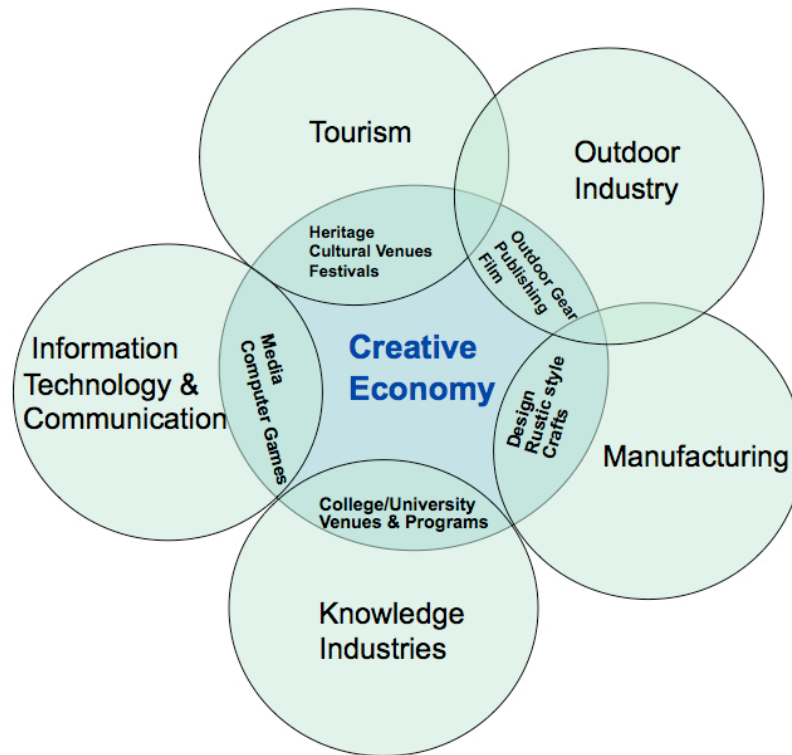 Tourism
Outdoor
Industry
Heritage
Cultural Venues
Festivals
Outdoor Gear
Publishing
Film
Information
Technology &
Communication
Media
Computer Games
Creative
Economy
Design
Rustic style
Crafts
Manufacturing
College/University
Venues & Programs
Knowledge
Industries